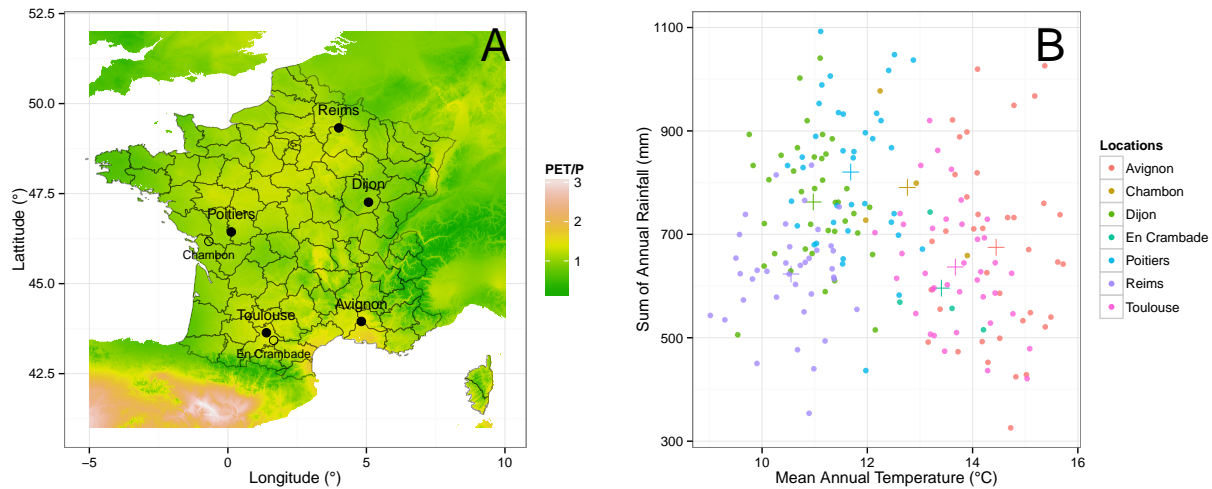 A
52.5
50.0
47.5
45.0
42.5
Latitude (°)
−5
0
5
10
Longitude (°)
Reims
Dijon
Poitiers
Chambon
Toulouse
Avignon
En Crambade
PET/P
3
2
1
B
1100
900
700
500
300
Sum of Annual Rainfall (mm)
10
12
14
16
Mean Annual Temperature (°C)
Locations
Avignon
Chambon
Dijon
En Crambade
Poitiers
Reims
Toulouse